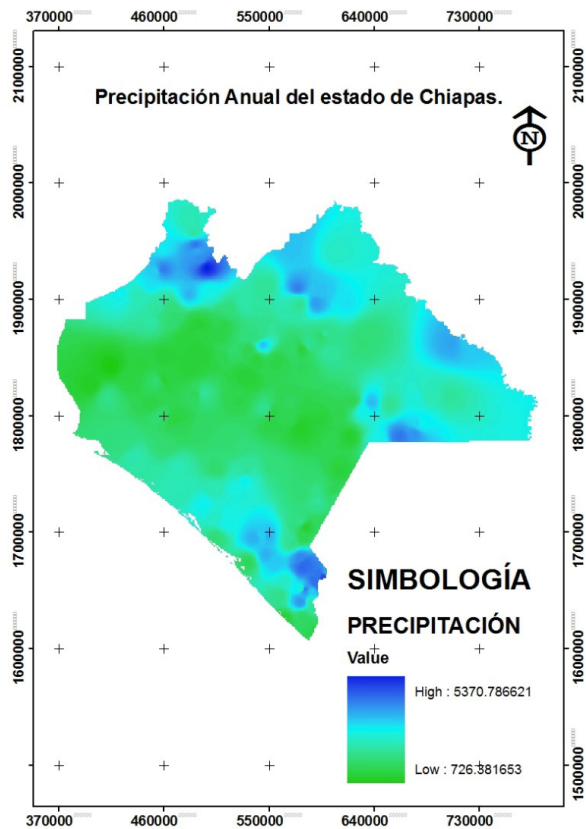 370000 460000 550000 640000 730000
Precipitación Anual del estado de Chiapas.
N
2100000 2100000
2000000 2000000
1900000 1900000
1800000 1800000
1700000 1700000
1600000 1600000
1500000 1500000
SIMBOLOGÍA
PRECIPITACIÓN
Value
High : 5370.786621
Low : 726.381653
370000 460000 550000 640000 730000